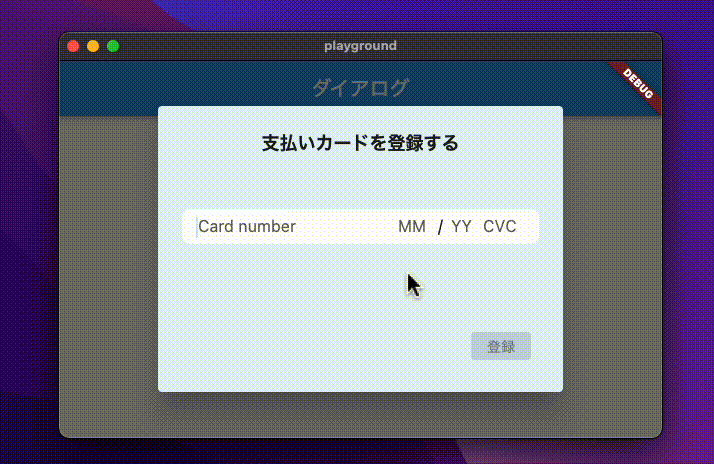 playground
DEBUG
ダイアログ
支払いカードを登録する
Card number MM / YY CVC
登録